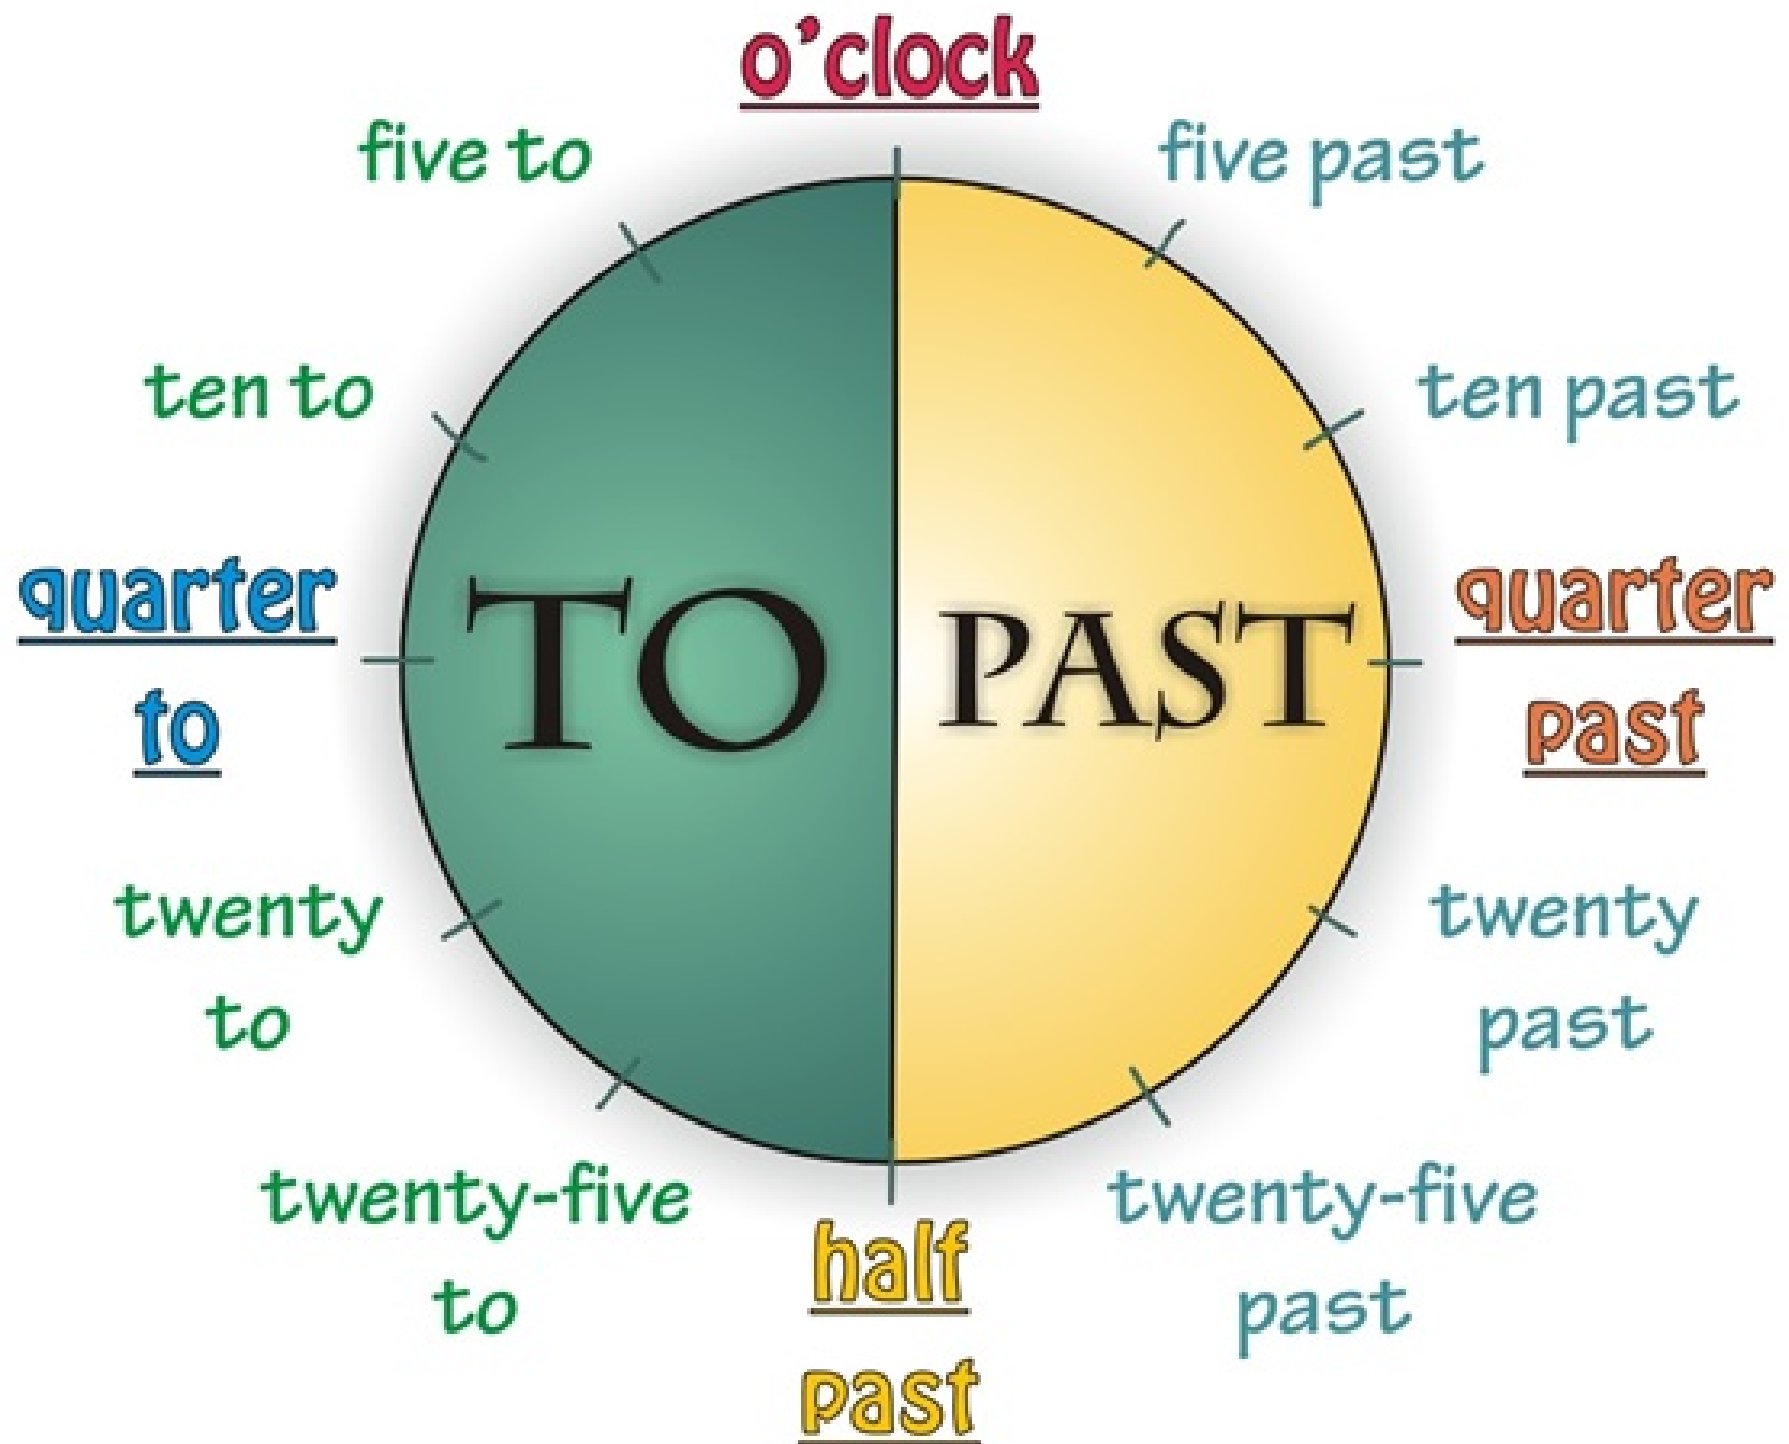 o'clock
five to
five past
ten to
ten past
quarter
to
TO
PAST
quarter
past
twenty
to
twenty
past
twenty-five
to
half
past
twenty-five
past